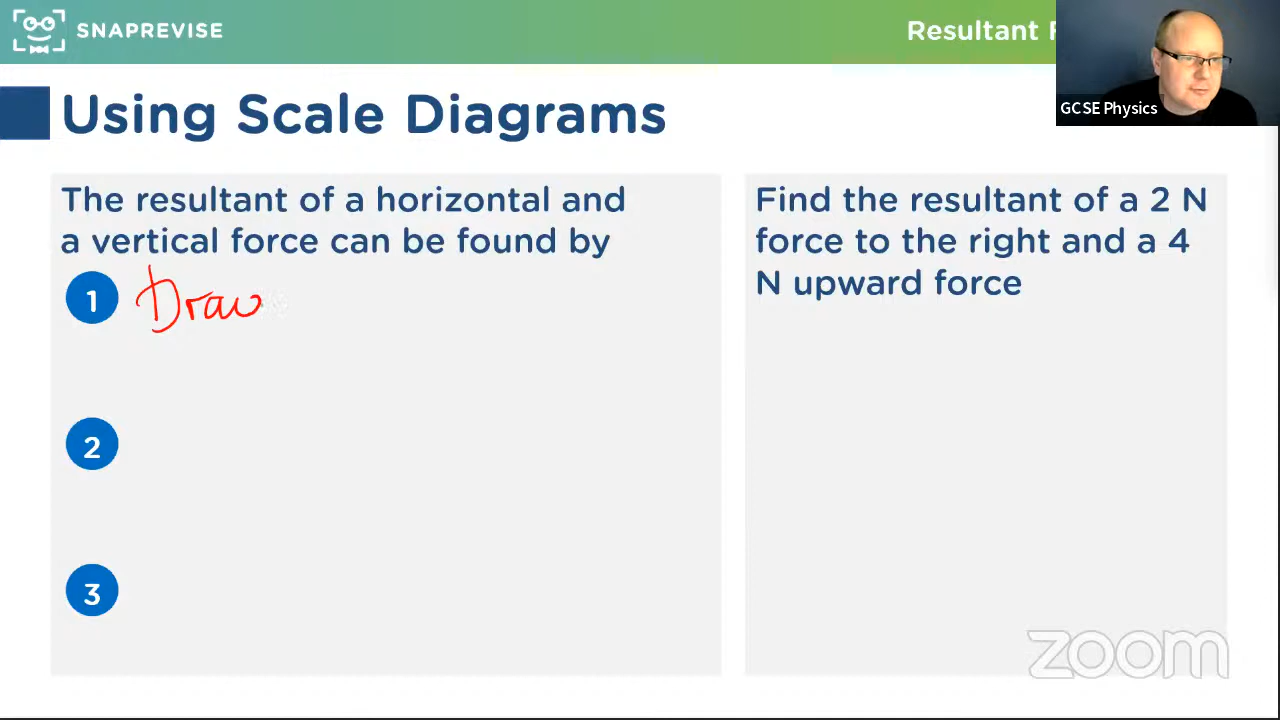 SNAPREVISE
Resultant
GCSE Physics
Using Scale Diagrams
The resultant of a horizontal and
a vertical force can be found by
1 Draw
2
3
Find the resultant of a 2 N
force to the right and a 4
N upward force
zoom